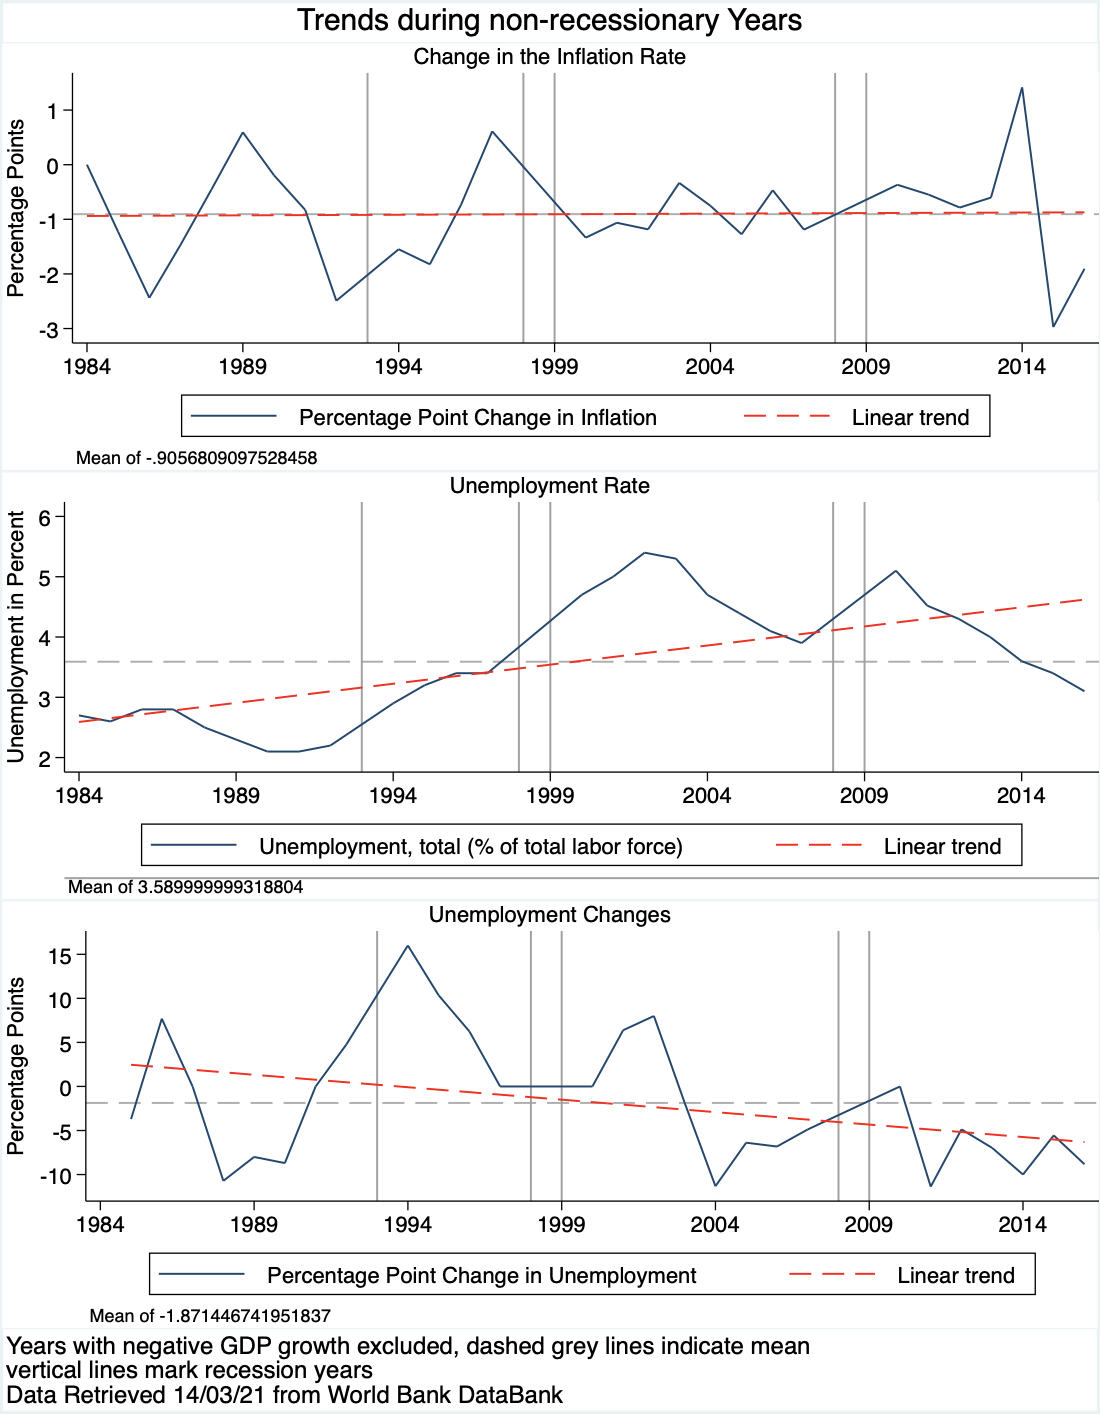 Trends during non-recessionary Years
Change in the Inflation Rate
Percentage Points
1
0
-1
-2
-3
1984 1989 1994 1999 2004 2009 2014
Percentage Point Change in Inflation Linear trend
Mean of -.9056809097528458
Unemployment Rate
Unemployment in Percent
6
5
4
3
2
1984 1989 1994 1999 2004 2009 2014
Unemployment, total (% of total labor force) Linear trend
Mean of 3.589999999318804
Unemployment Changes
Percentage Points
15
10
5
0
-5
-10
1984 1989 1994 1999 2004 2009 2014
Percentage Point Change in Unemployment Linear trend
Mean of -1.871446741951837
Years with negative GDP growth excluded, dashed grey lines indicate mean
vertical lines mark recession years
Data Retrieved 14/03/21 from World Bank DataBank